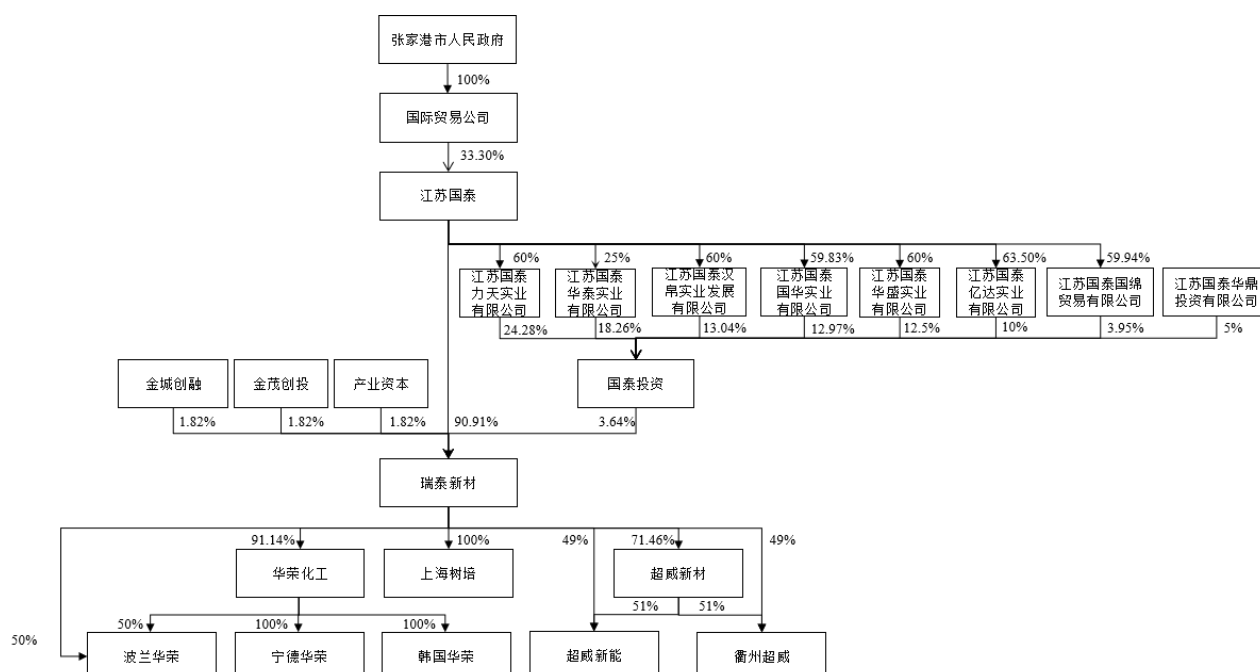 张家港市人民政府
100%
国际贸易公司
33.30%
江苏国泰
60%
25%
60%
59.83%
60%
63.50%
59.94%
江苏国泰
力天实业
有限公司
江苏国泰
华泰实业
有限公司
江苏国泰汉
帛实业发展
有限公司
江苏国泰
国华实业
有限公司
江苏国泰
华盛实业
有限公司
江苏国泰
亿达实业
有限公司
江苏国泰国绵
贸易有限公司
江苏国泰华鼎
投资有限公司
24.28%
18.26%
13.04%
12.97%
12.5%
10%
3.95%
5%
金城创融
金茂创投
产业资本
国泰投资
1.82%
1.82%
1.82%
90.91%
3.64%
瑞泰新材
91.14%
100%
49%
71.46%
49%
华荣化工
上海树培
超威新材
50%
50%
100%
100%
51%
51%
波兰华荣
宁德华荣
韩国华荣
超威新能
衢州超威